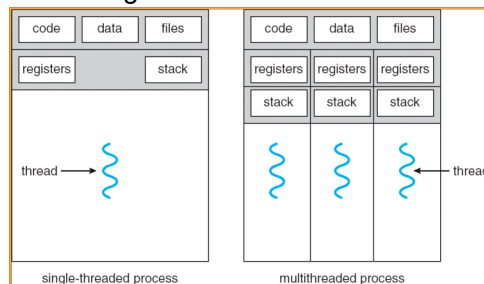 code data files code data files
registers stack registers registers registers
stack stack stack
thread thread
single-threaded process multithreaded process